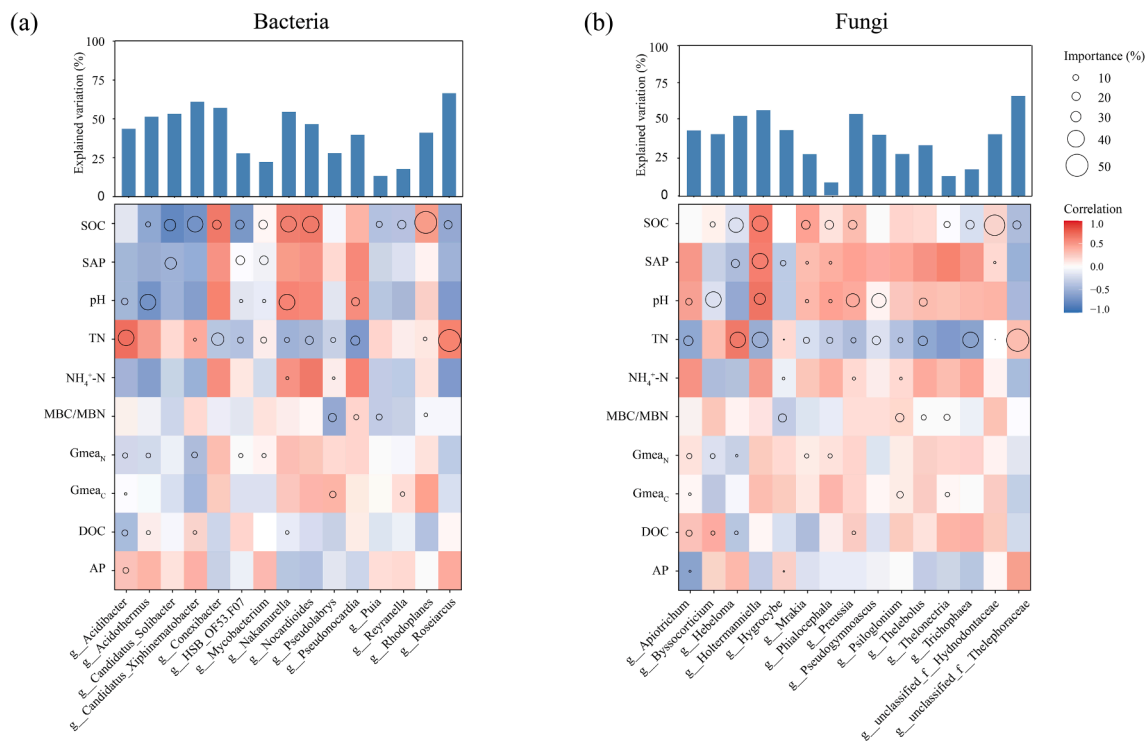 (a)
Bacteria
Explained variation (%)
100
75
50
25
0
SOC
SAP
pH
TN
NH₄⁺-N
MBC/MBN
Gmea_N
Gmea_C
DOC
AP
g__Acidibacter
g__Acidothermus
g__Candidatus_Solibacter
g__Candidatus_Xiphinematobacter
g__Conexibacter
g__HSB_OF53.F07
g__Mycobacterium
g__Nakamurella
g__Nocardioides
g__Pseudolabrys
g__Pseudonocardia
g__Puia
g__Reyranella
g__Rhodoplanes
g__Roseiarcus
(b)
Fungi
Explained variation (%)
100
75
50
25
0
SOC
SAP
pH
TN
NH₄⁺-N
MBC/MBN
Gmea_N
Gmea_C
DOC
AP
g__Apiotrichum
g__Byssocorticium
g__Hebeloma
g__Holtermanniella
g__Hygrocybe
g__Mrakia
g__Phialocephala
g__Preussia
g__Pseudogymnoascus
g__Psiloglonium
g__Thelebolus
g__Thelonectria
g__Trichophaea
g__unclassified_f__Hydnodontaceae
g__unclassified_f__Thelephoraceae
Importance (%)
10
20
30
40
50
Correlation
1.0
0.5
0.0
−0.5
−1.0